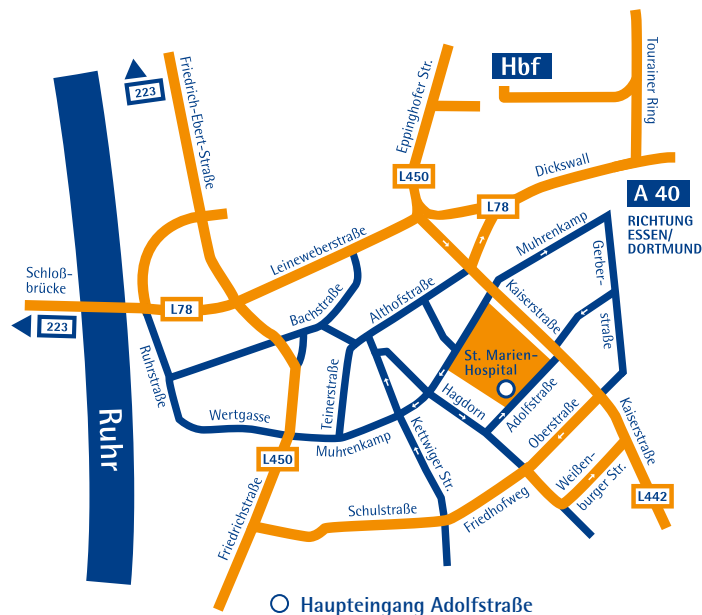 Hbf
Tourainer Ring
Eppinghofer Str.
Friedrich-Ebert-Straße
223
L450
Dickswall
L78
A 40
RICHTUNG
ESSEN/
DORTMUND
Muhrenkamp
Gerber-
straße
Leineweberstraße
Schloß-
brücke
L78
223
Bachstraße
Althofstraße
Kaiserstraße
Ruhrstraße
St. Marien-
Hospital
Teinerstraße
Hagdorn
Adolfstraße
Oberstraße
Kaiserstraße
Wertgasse
Muhrenkamp
Kettwiger Str.
Ruhr
L450
Weißen-
burger Str.
L442
Friedrichstraße
Schulstraße
Friedhofweg
Haupteingang Adolfstraße